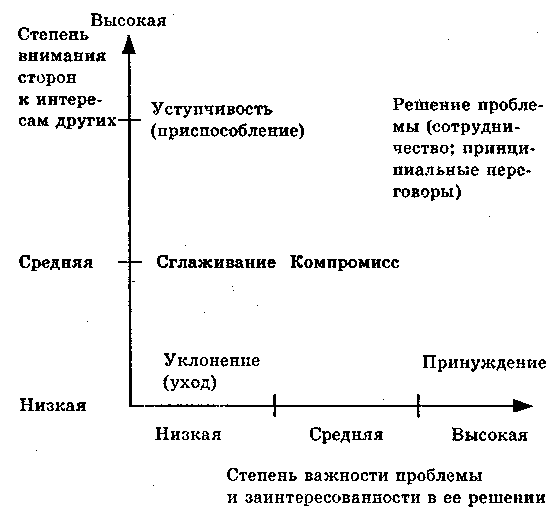 Высокая
Степень
внимания
сторон
к интере-
сам других
Уступчивость
(приспособление)
Решение пробле-
мы (сотрудни-
чество; принци-
пиальные пере-
говоры)
Средняя
Сглаживание
Компромисс
Уклонение
(уход)
Принуждение
Низкая
Низкая
Средняя
Высокая
Степень важности проблемы
и заинтересованности в ее решении